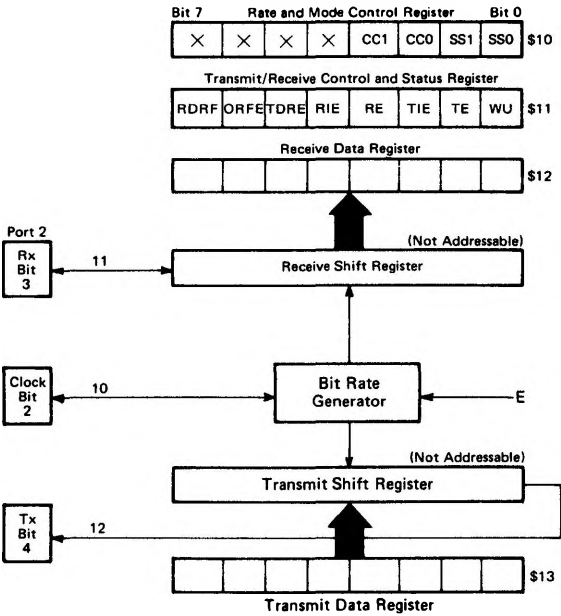 Bit 7 Rate and Mode Control Register Bit 0
X X X X CC1 CC0 SS1 SS0 $10
Transmit/Receive Control and Status Register
RDRF ORFE TDRE RIE RE TIE TE WU $11
Receive Data Register
$12
Port 2
(Not Addressable)
Rx
Bit
3
11
Receive Shift Register
Clock
Bit
2
10
Bit Rate
Generator
E
(Not Addressable)
Transmit Shift Register
Tx
Bit
4
12
$13
Transmit Data Register